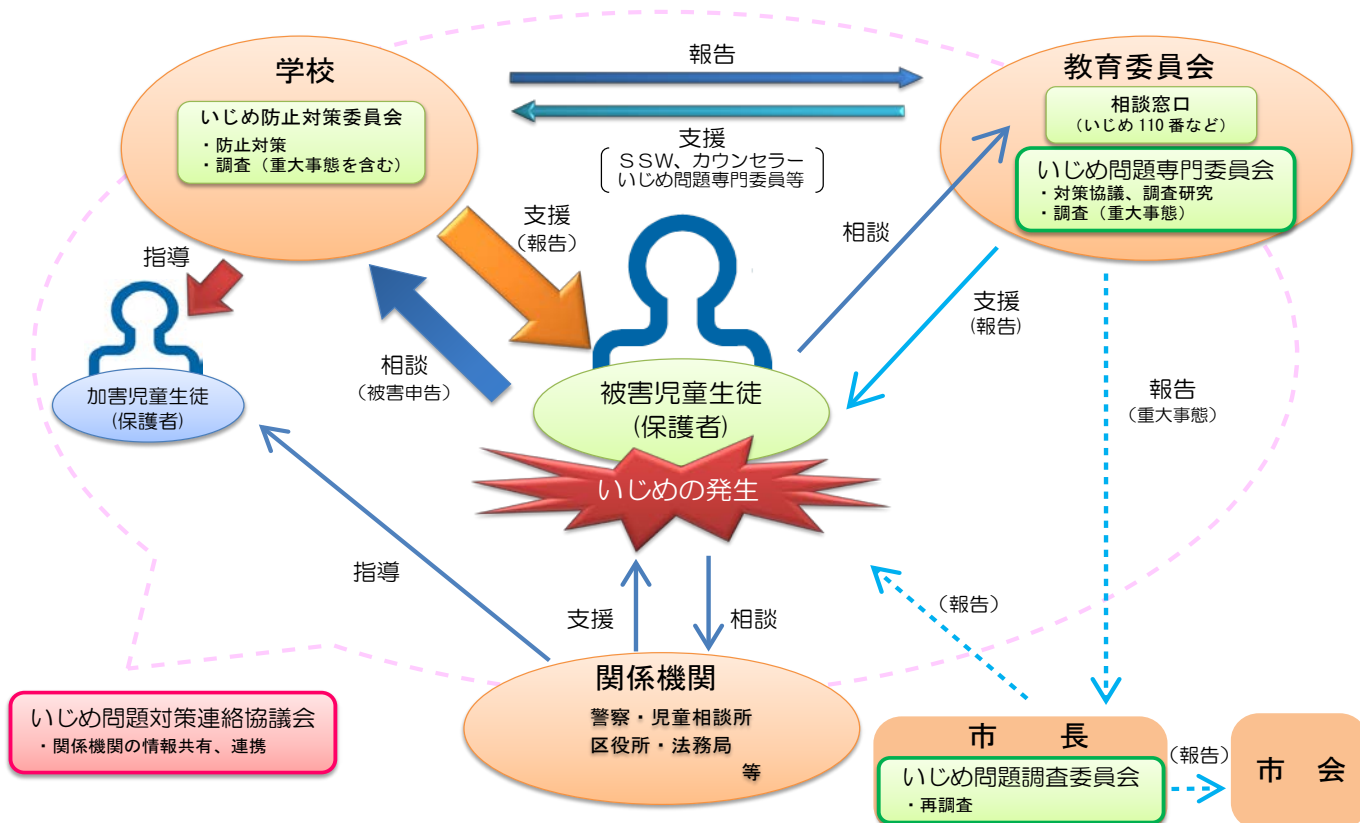 学校
いじめ防止対策委員会
・防止対策
・調査（重大事態を含む）
報告
支援
ＳＳＷ、カウンセラー
いじめ問題専門委員等
教育委員会
相談窓口
（いじめ 110 番など）
いじめ問題専門委員会
・対策協議、調査研究
・調査（重大事態）
支援
（報告）
相談
指導
相談
（被害申告）
支援
(報告)
加害児童生徒
(保護者)
被害児童生徒
(保護者)
報告
（重大事態）
いじめの発生
指導
支援
相談
（報告）
関係機関
警察・児童相談所
区役所・法務局
等
いじめ問題対策連絡協議会
・関係機関の情報共有、連携
市　長
いじめ問題調査委員会
・再調査
（報告）
市　会